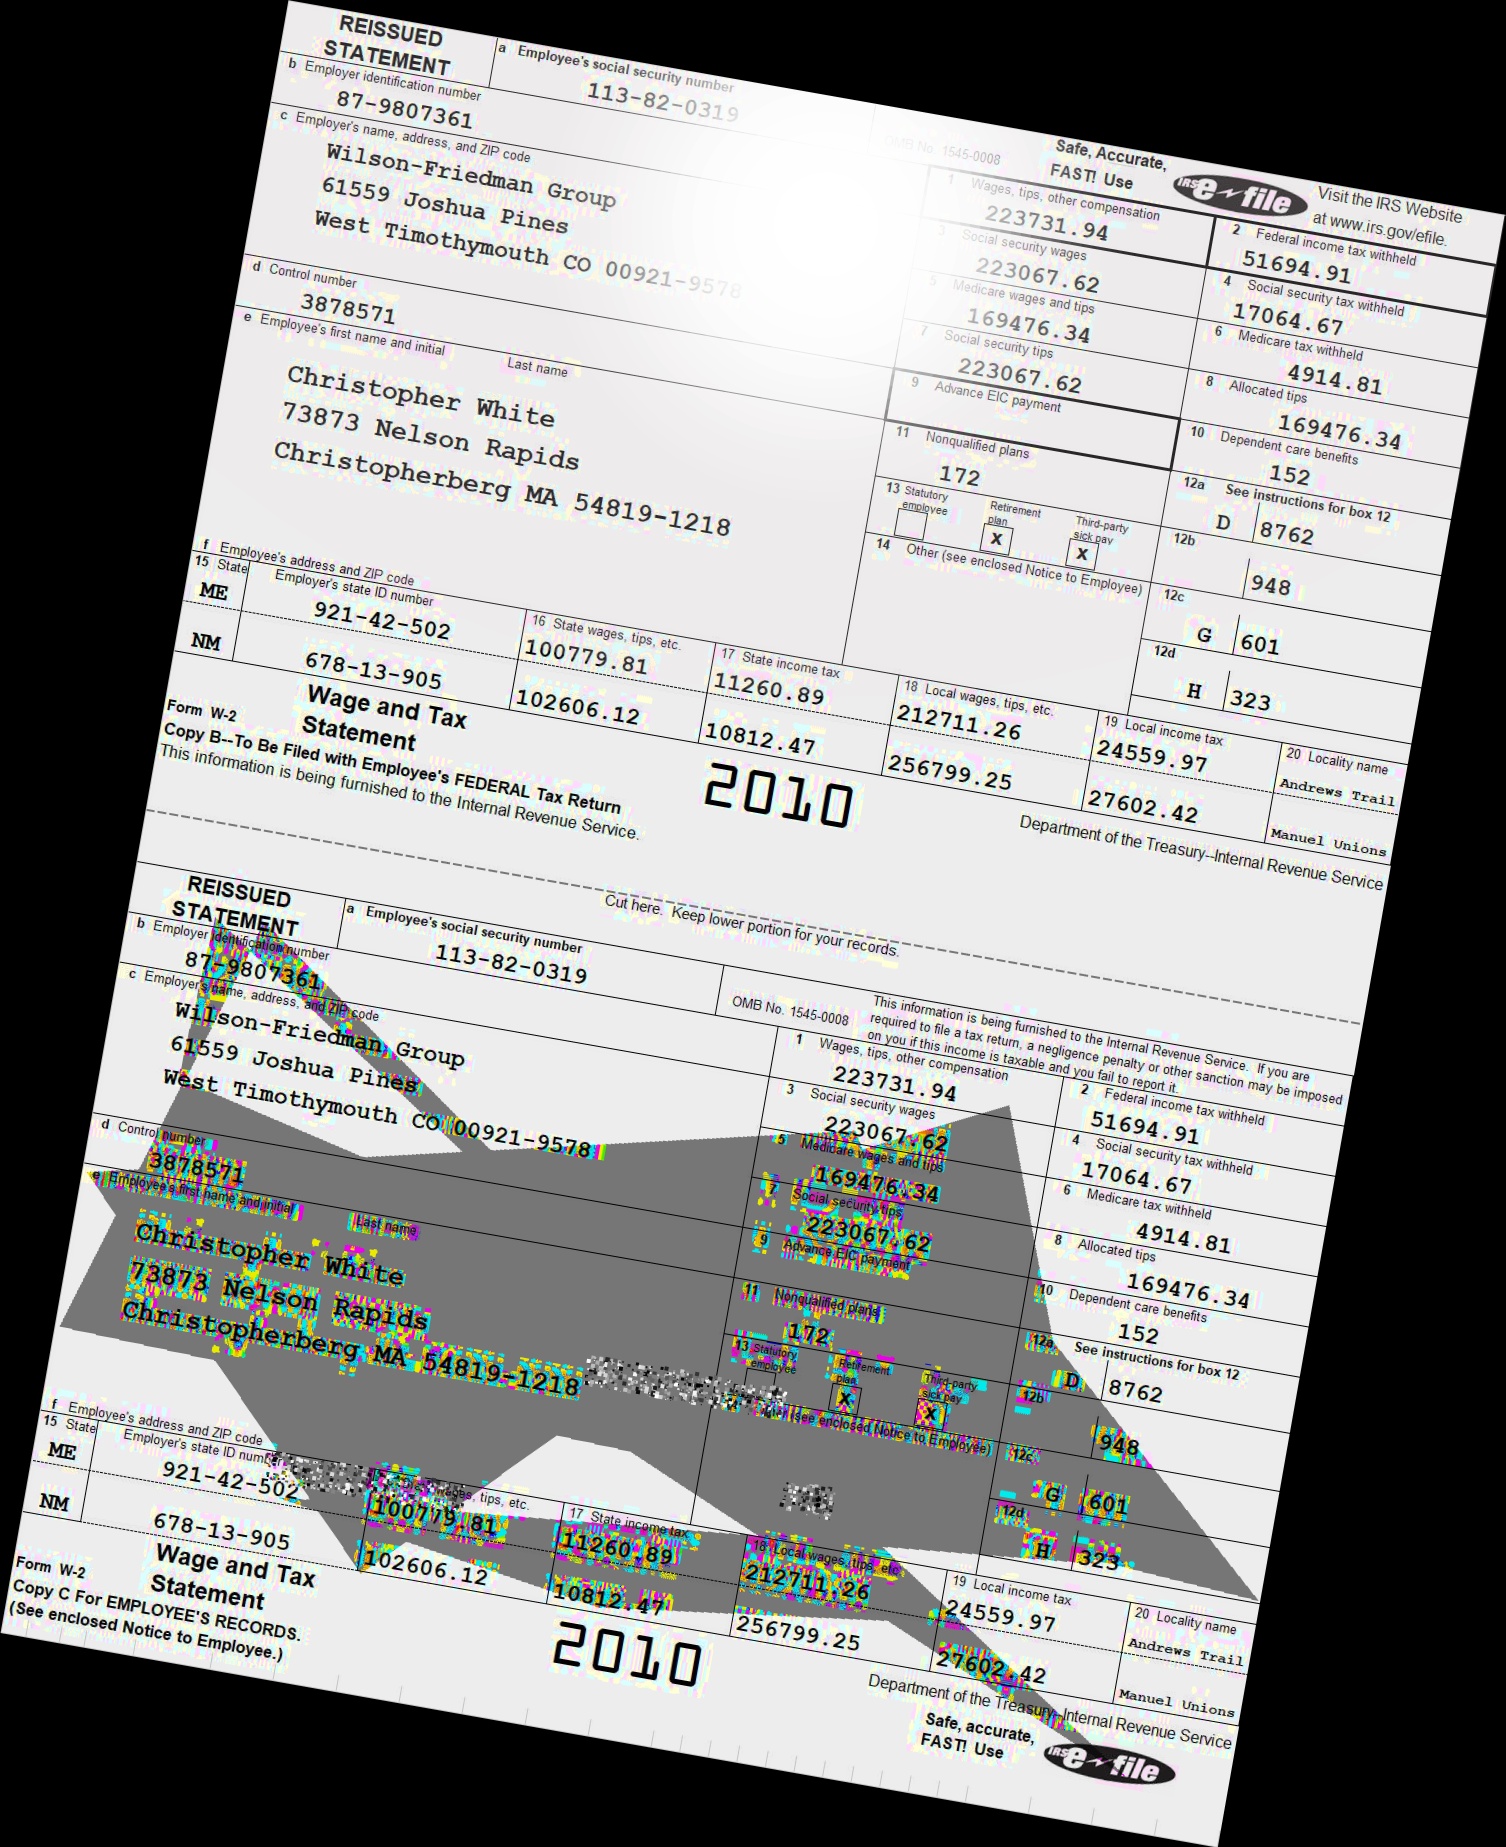 REISSUED
STATEMENT
a Employee's social security number
113-82-0319
b Employer identification number
87-9807361
OMB No. 1545-0008
Safe, Accurate,
FAST! Use
IRS e-file
Visit the IRS Website
at www.irs.gov/efile.
c Employer's name, address, and ZIP code
Wilson-Friedman Group
61559 Joshua Pines
West Timothymouth CO 00921-9578
1 Wages, tips, other compensation
223731.94
2 Federal income tax withheld
51694.91
3 Social security wages
223067.62
4 Social security tax withheld
17064.67
5 Medicare wages and tips
169476.34
6 Medicare tax withheld
4914.81
d Control number
3878571
7 Social security tips
223067.62
8 Allocated tips
169476.34
e Employee's first name and initial Last name
Christopher White
73873 Nelson Rapids
Christopherberg MA 54819-1218
9 Advance EIC payment
10 Dependent care benefits
152
11 Nonqualified plans
172
12a See instructions for box 12
D 8762
13 Statutory employee
Retirement plan
X
Third-party sick pay
X
12b
948
14 Other (see enclosed Notice to Employee)
12c
G 601
12d
H 323
f Employee's address and ZIP code
15 State Employer's state ID number
ME 921-42-502
NM 678-13-905
16 State wages, tips, etc.
100779.81
102606.12
17 State income tax
11260.89
10812.47
18 Local wages, tips, etc.
212711.26
256799.25
19 Local income tax
24559.97
27602.42
20 Locality name
Andrews Trail
Manuel Unions
Form W-2
Wage and Tax
Statement
2010
Copy B--To Be Filed with Employee's FEDERAL Tax Return
This information is being furnished to the Internal Revenue Service.
Department of the Treasury--Internal Revenue Service
Cut here. Keep lower portion for your records.
REISSUED
STATEMENT
a Employee's social security number
113-82-0319
b Employer identification number
87-9807361
OMB No. 1545-0008
This information is being furnished to the Internal Revenue Service. If you are
required to file a tax return, a negligence penalty or other sanction may be imposed
on you if this income is taxable and you fail to report it.
c Employer's name, address, and ZIP code
Wilson-Friedman Group
61559 Joshua Pines
West Timothymouth CO 00921-9578
1 Wages, tips, other compensation
223731.94
2 Federal income tax withheld
51694.91
3 Social security wages
223067.62
4 Social security tax withheld
17064.67
5 Medicare wages and tips
169476.34
6 Medicare tax withheld
4914.81
d Control number
3878571
7 Social security tips
223067.62
8 Allocated tips
169476.34
e Employee's first name and initial Last name
Christopher White
73873 Nelson Rapids
Christopherberg MA 54819-1218
9 Advance EIC payment
10 Dependent care benefits
152
11 Nonqualified plans
172
12a See instructions for box 12
D 8762
13 Statutory employee
Retirement plan
X
Third-party sick pay
X
12b
948
(see enclosed Notice to Employee)
12c
G 601
12d
H 323
f Employee's address and ZIP code
15 State Employer's state ID number
ME 921-42-502
NM 678-13-905
wages, tips, etc.
100779.81
102606.12
17 State income tax
11260.89
10812.47
18 Local wages, tips, etc.
212711.26
256799.25
19 Local income tax
24559.97
27602.42
20 Locality name
Andrews Trail
Manuel Unions
Form W-2
Wage and Tax
Statement
2010
Copy C For EMPLOYEE'S RECORDS.
(See enclosed Notice to Employee.)
Department of the Treasury--Internal Revenue Service
Safe, accurate,
FAST! Use
IRS e-file